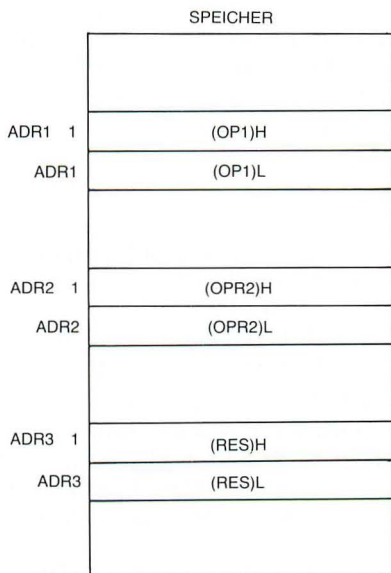 SPEICHER
ADR1 1 (OP1)H
ADR1 (OP1)L
ADR2 1 (OPR2)H
ADR2 (OPR2)L
ADR3 1 (RES)H
ADR3 (RES)L